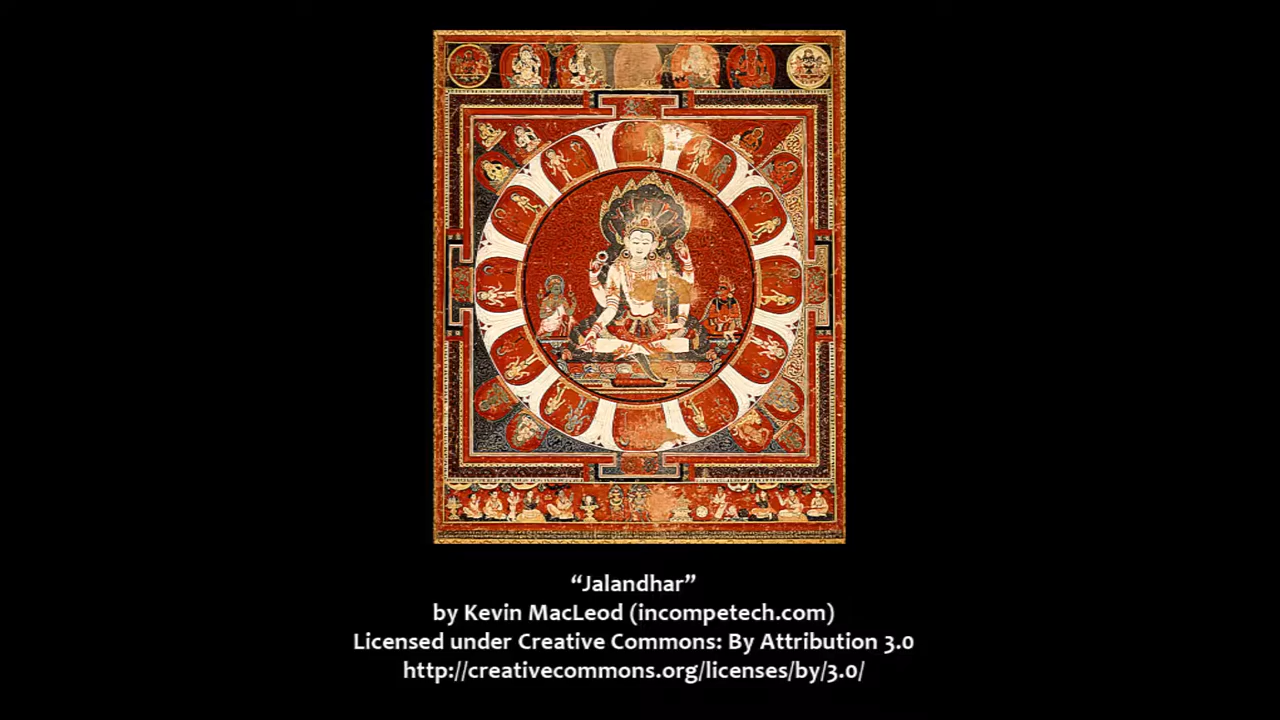 “Jalandhar”
by Kevin MacLeod (incompetech.com)
Licensed under Creative Commons: By Attribution 3.0
http://creativecommons.org/licenses/by/3.0/